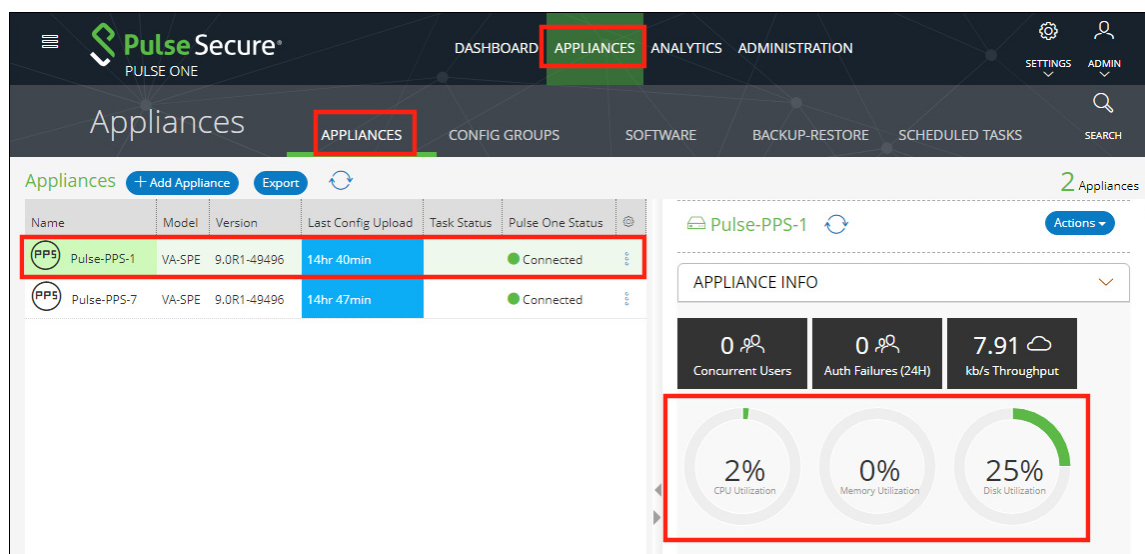 Pulse Secure®
PULSE ONE
DASHBOARD APPLIANCES ANALYTICS ADMINISTRATION
SETTINGS ADMIN
Appliances
APPLIANCES CONFIG GROUPS SOFTWARE BACKUP-RESTORE SCHEDULED TASKS
SEARCH
Appliances + Add Appliance Export
2 Appliances
Name Model Version Last Config Upload Task Status Pulse One Status
PPS Pulse-PPS-1 VA-SPE 9.0R1-49496 14hr 40min Connected
PPS Pulse-PPS-7 VA-SPE 9.0R1-49496 14hr 47min Connected
Pulse-PPS-1 Actions
APPLIANCE INFO
0 0 7.91
Concurrent Users Auth Failures (24H) kb/s Throughput
2% 0% 25%
CPU Utilization Memory Utilization Disk Utilization